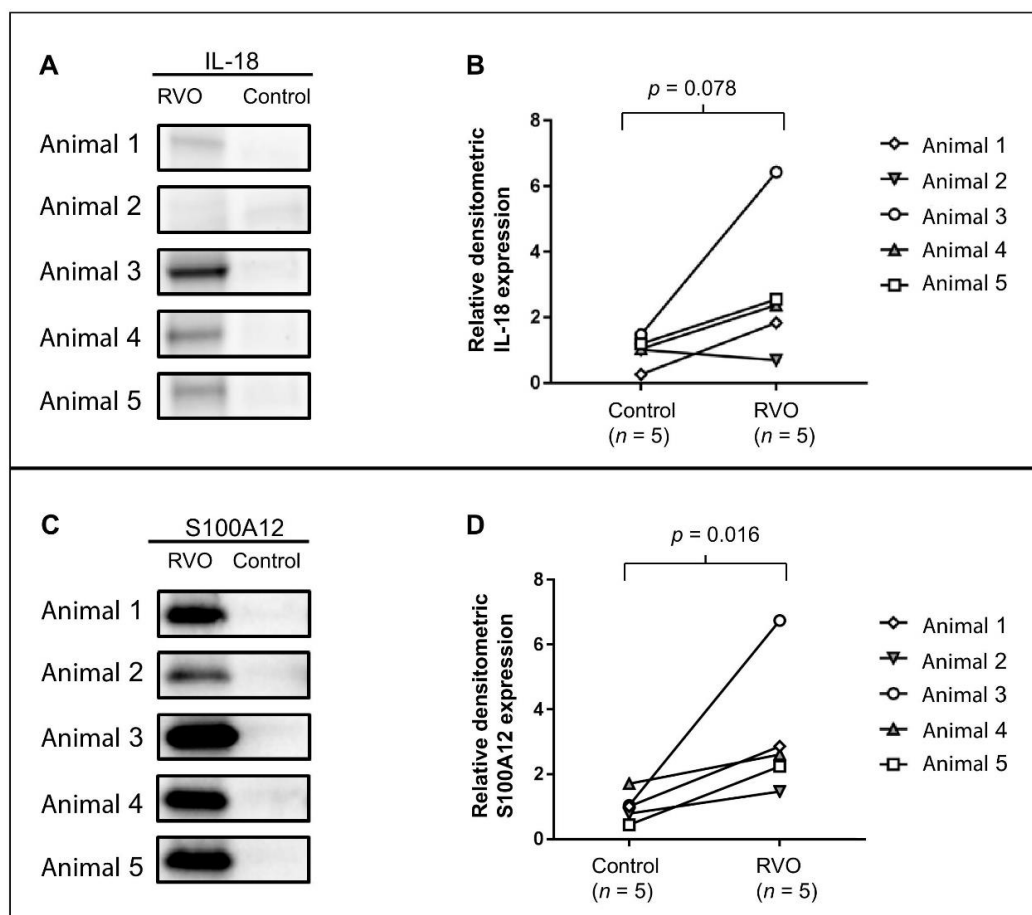 A
IL-18
RVO Control
Animal 1
Animal 2
Animal 3
Animal 4
Animal 5
B
p = 0.078
Relative densitometric
IL-18 expression
8
6
4
2
0
Control
(n = 5)
RVO
(n = 5)
Animal 1
Animal 2
Animal 3
Animal 4
Animal 5
C
S100A12
RVO Control
Animal 1
Animal 2
Animal 3
Animal 4
Animal 5
D
p = 0.016
Relative densitometric
S100A12 expression
8
6
4
2
0
Control
(n = 5)
RVO
(n = 5)
Animal 1
Animal 2
Animal 3
Animal 4
Animal 5